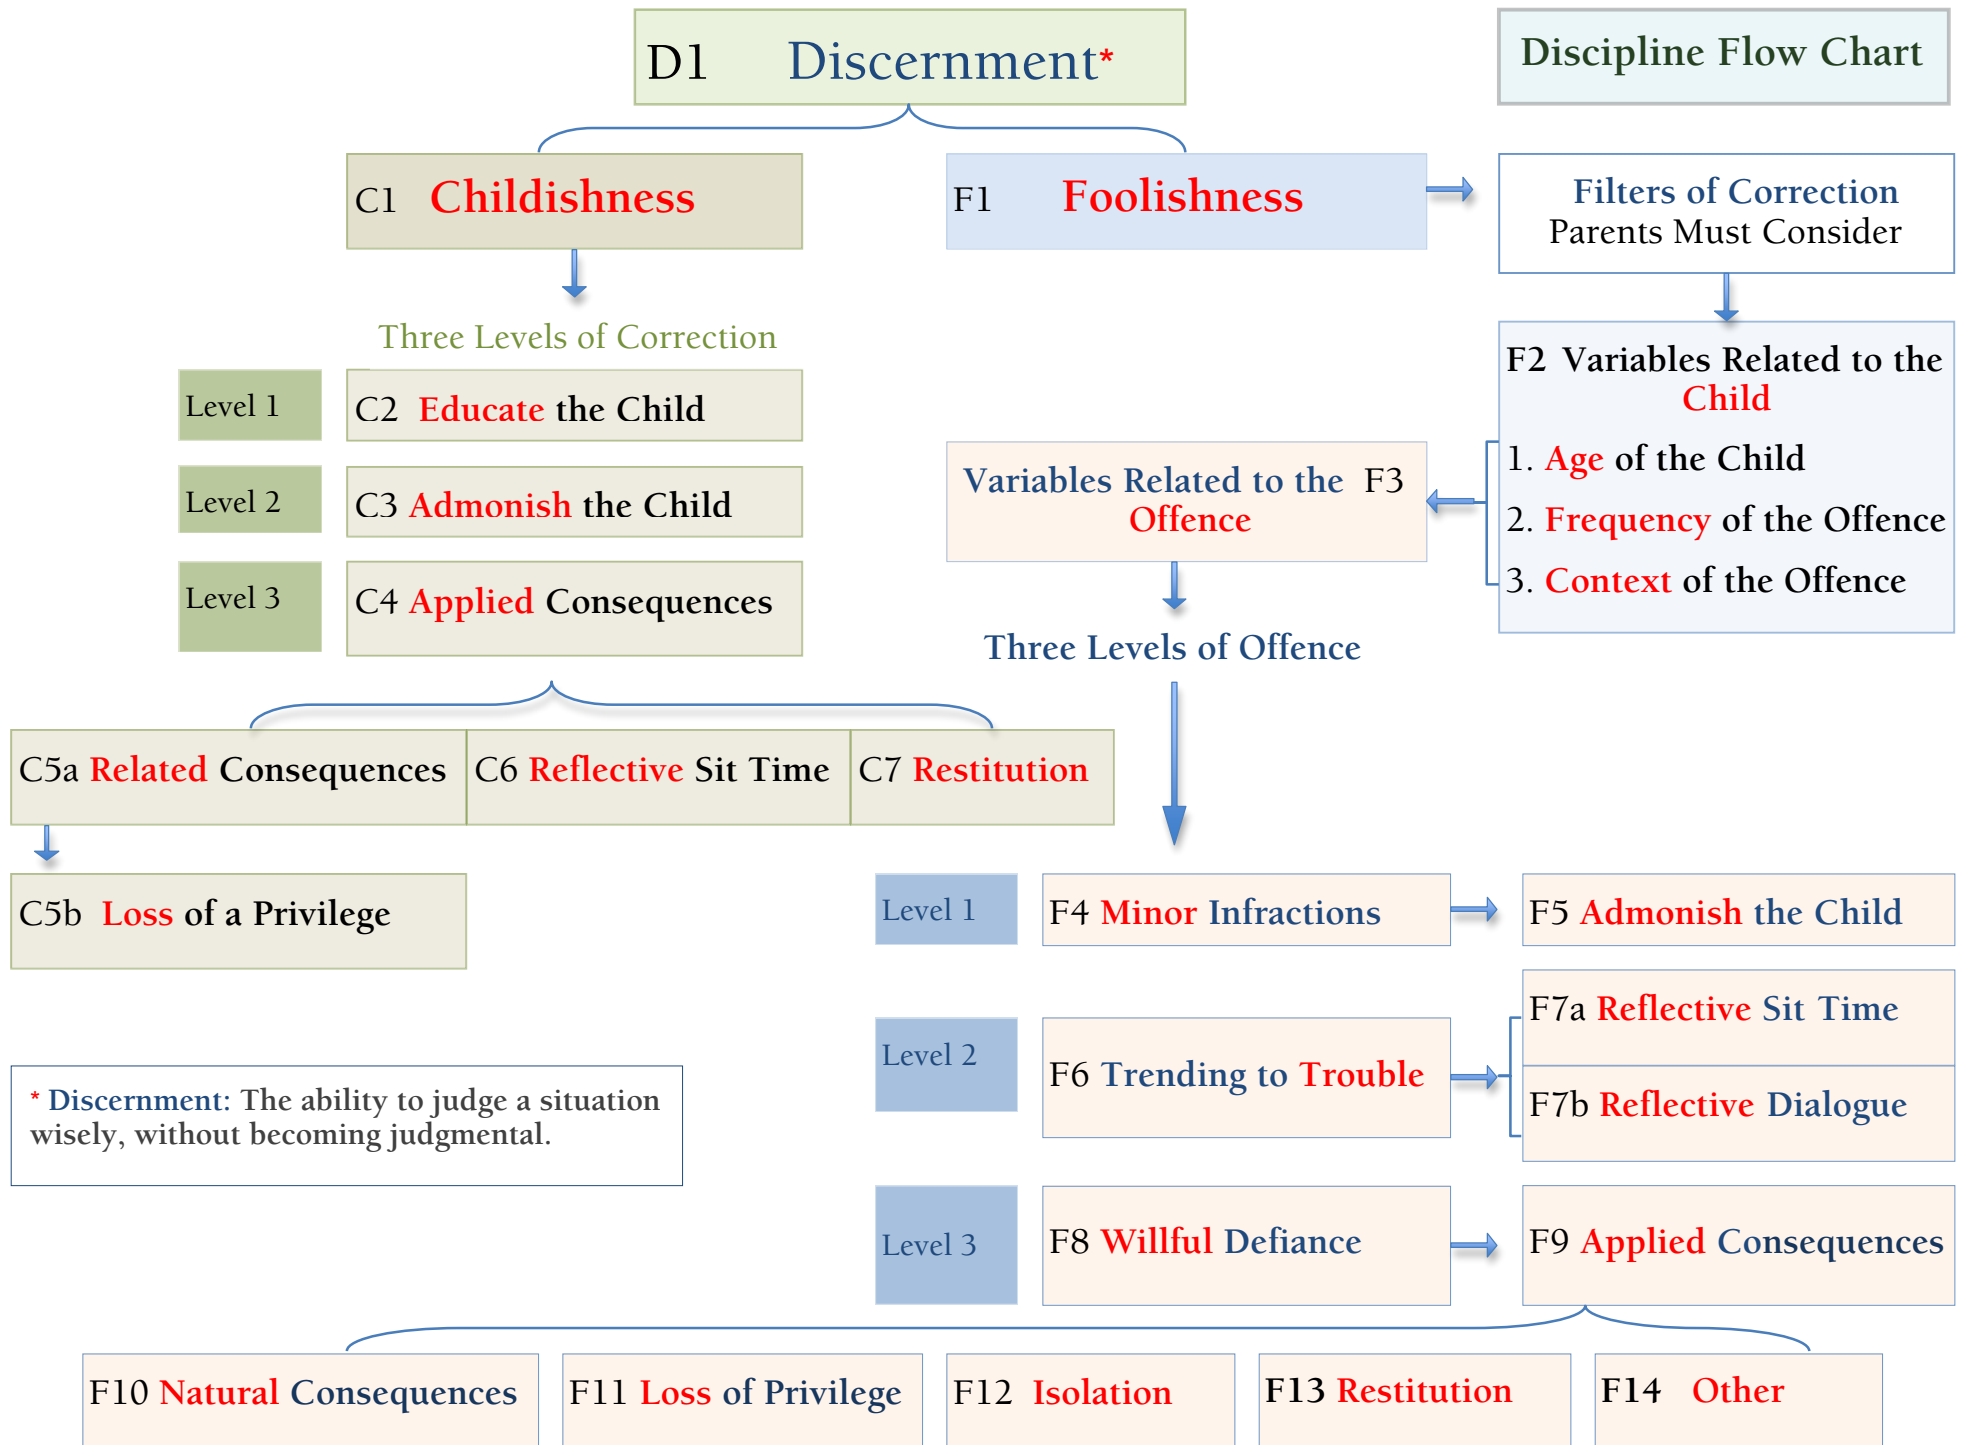 D1 Discernment*
Discipline Flow Chart
C1 Childishness
F1 Foolishness
Filters of Correction
Parents Must Consider
Three Levels of Correction
Level 1
C2 Educate the Child
Level 2
C3 Admonish the Child
Level 3
C4 Applied Consequences
F2 Variables Related to the
Child
1. Age of the Child
2. Frequency of the Offence
3. Context of the Offence
Variables Related to the F3
Offence
Three Levels of Offence
C5a Related Consequences
C6 Reflective Sit Time
C7 Restitution
C5b Loss of a Privilege
Level 1
F4 Minor Infractions
F5 Admonish the Child
Level 2
F6 Trending to Trouble
F7a Reflective Sit Time
F7b Reflective Dialogue
* Discernment: The ability to judge a situation
wisely, without becoming judgmental.
Level 3
F8 Willful Defiance
F9 Applied Consequences
F10 Natural Consequences
F11 Loss of Privilege
F12 Isolation
F13 Restitution
F14 Other